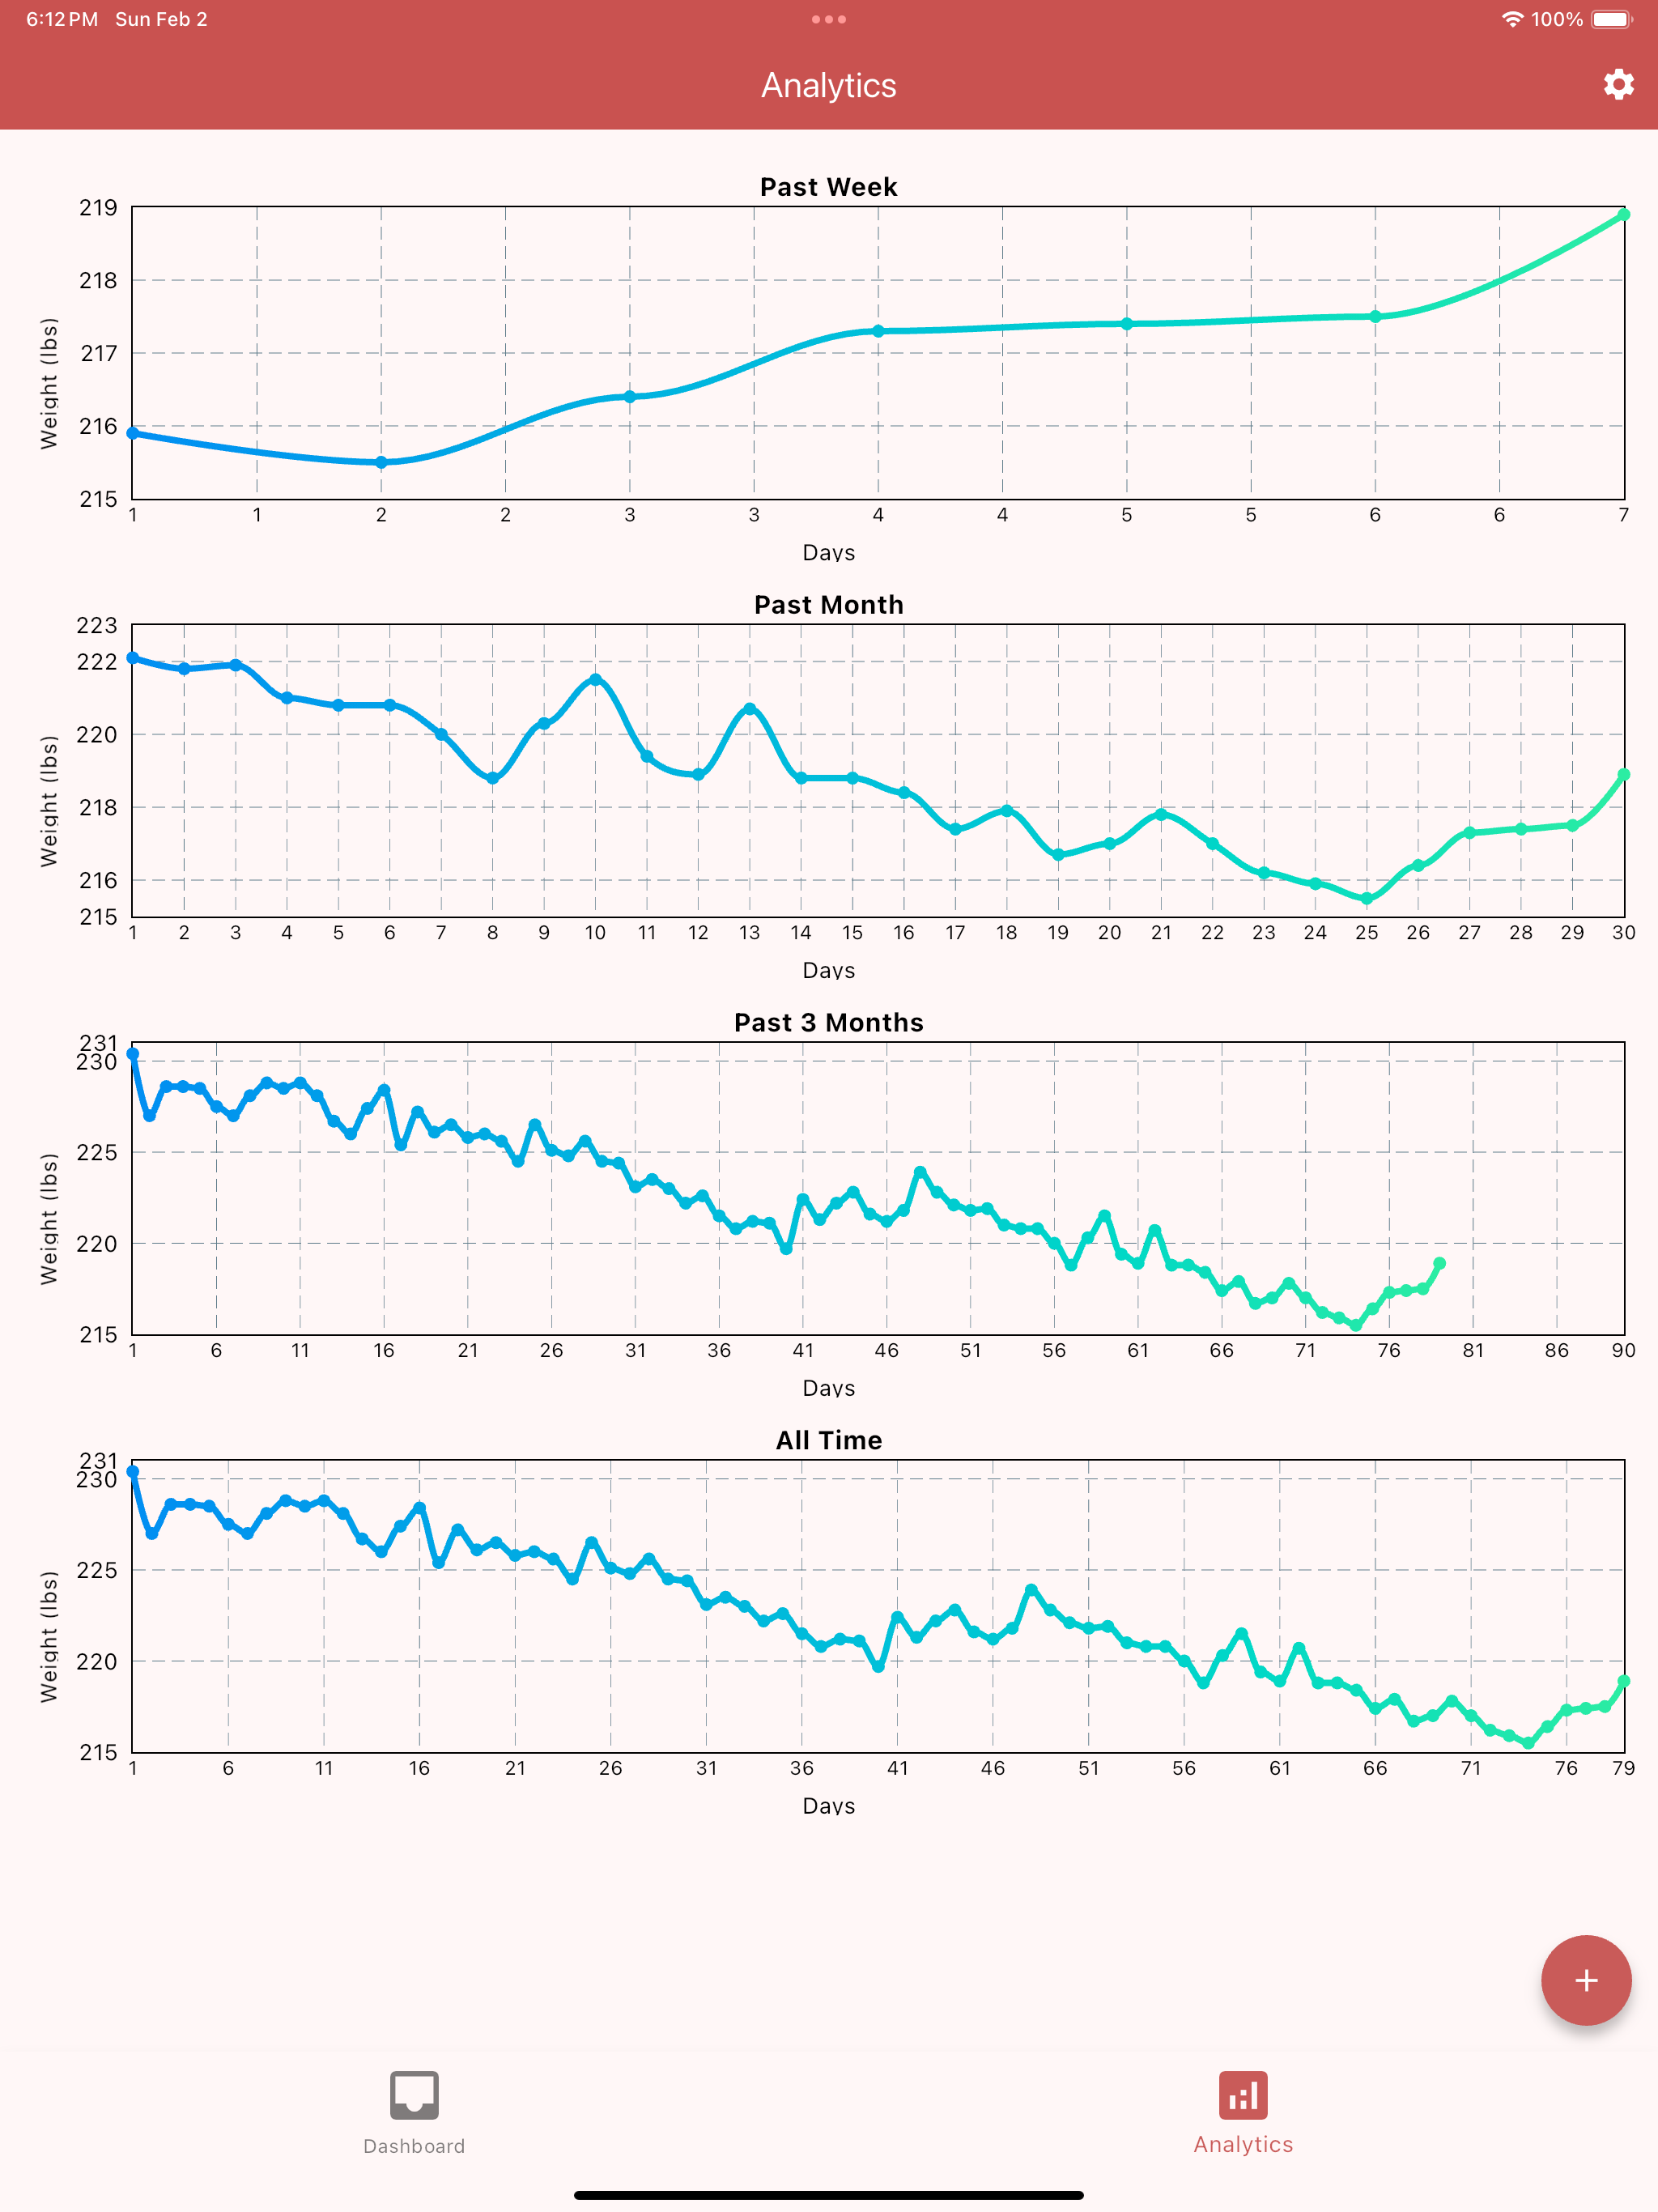 6:12 PM Sun Feb 2
100%
Analytics
Past Week
219
218
217
216
215
Weight (lbs)
1 1 2 2 3 3 4 4 5 5 6 6 7
Days
Past Month
223
222
220
218
216
215
Weight (lbs)
1 2 3 4 5 6 7 8 9 10 11 12 13 14 15 16 17 18 19 20 21 22 23 24 25 26 27 28 29 30
Days
Past 3 Months
231
230
225
220
215
Weight (lbs)
1 6 11 16 21 26 31 36 41 46 51 56 61 66 71 76 81 86 90
Days
All Time
231
230
225
220
215
Weight (lbs)
1 6 11 16 21 26 31 36 41 46 51 56 61 66 71 76 79
Days
+
Dashboard
Analytics